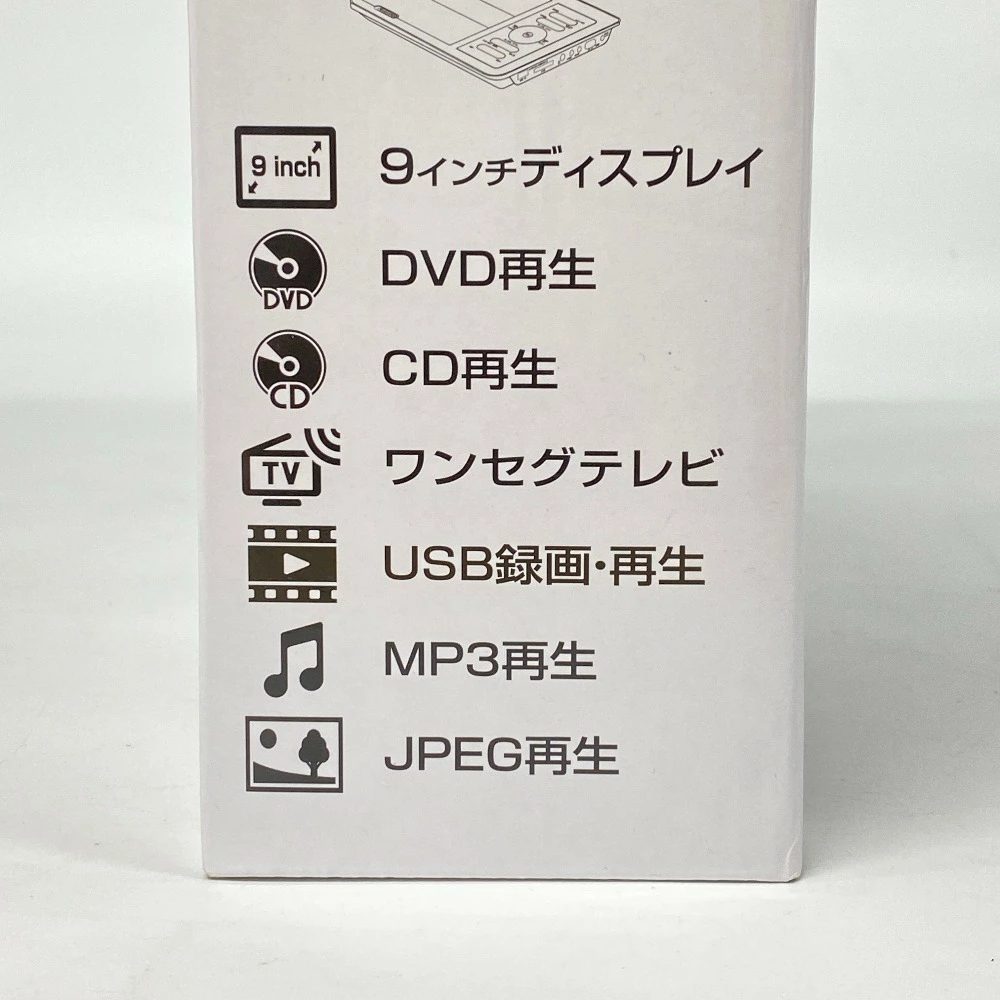 9 inch 9インチディスプレイ
DVD DVD再生
CD CD再生
TV ワンセグテレビ
USB録画・再生
MP3再生
JPEG再生